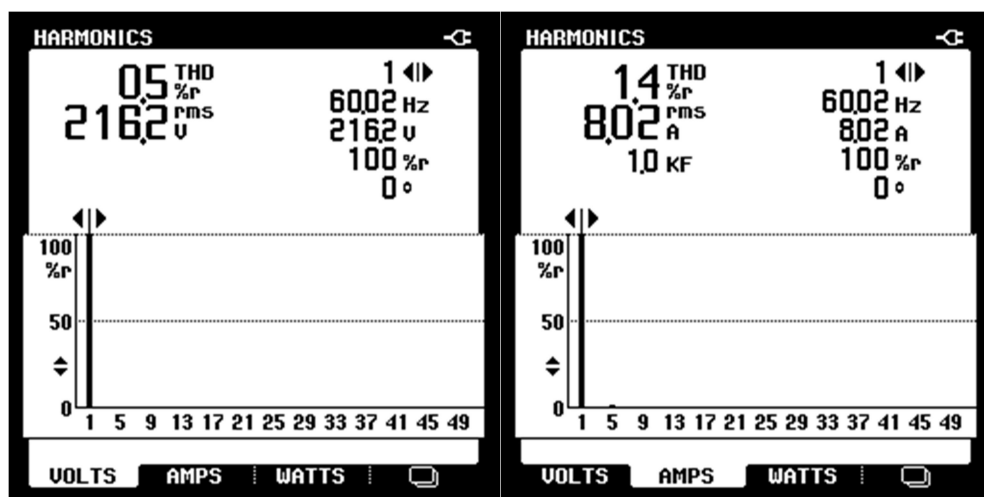 HARMONICS
0.5 THD %r
216.2 rms V
1
60.02 Hz
216.2 V
100 %r
0 °
100
%r
50
0
1 5 9 13 17 21 25 29 33 37 41 45 49
VOLTS AMPS WATTS
HARMONICS
1.4 THD %r
8.02 rms A
1.0 KF
1
60.02 Hz
8.02 A
100 %r
0 °
100
%r
50
0
1 5 9 13 17 21 25 29 33 37 41 45 49
VOLTS AMPS WATTS